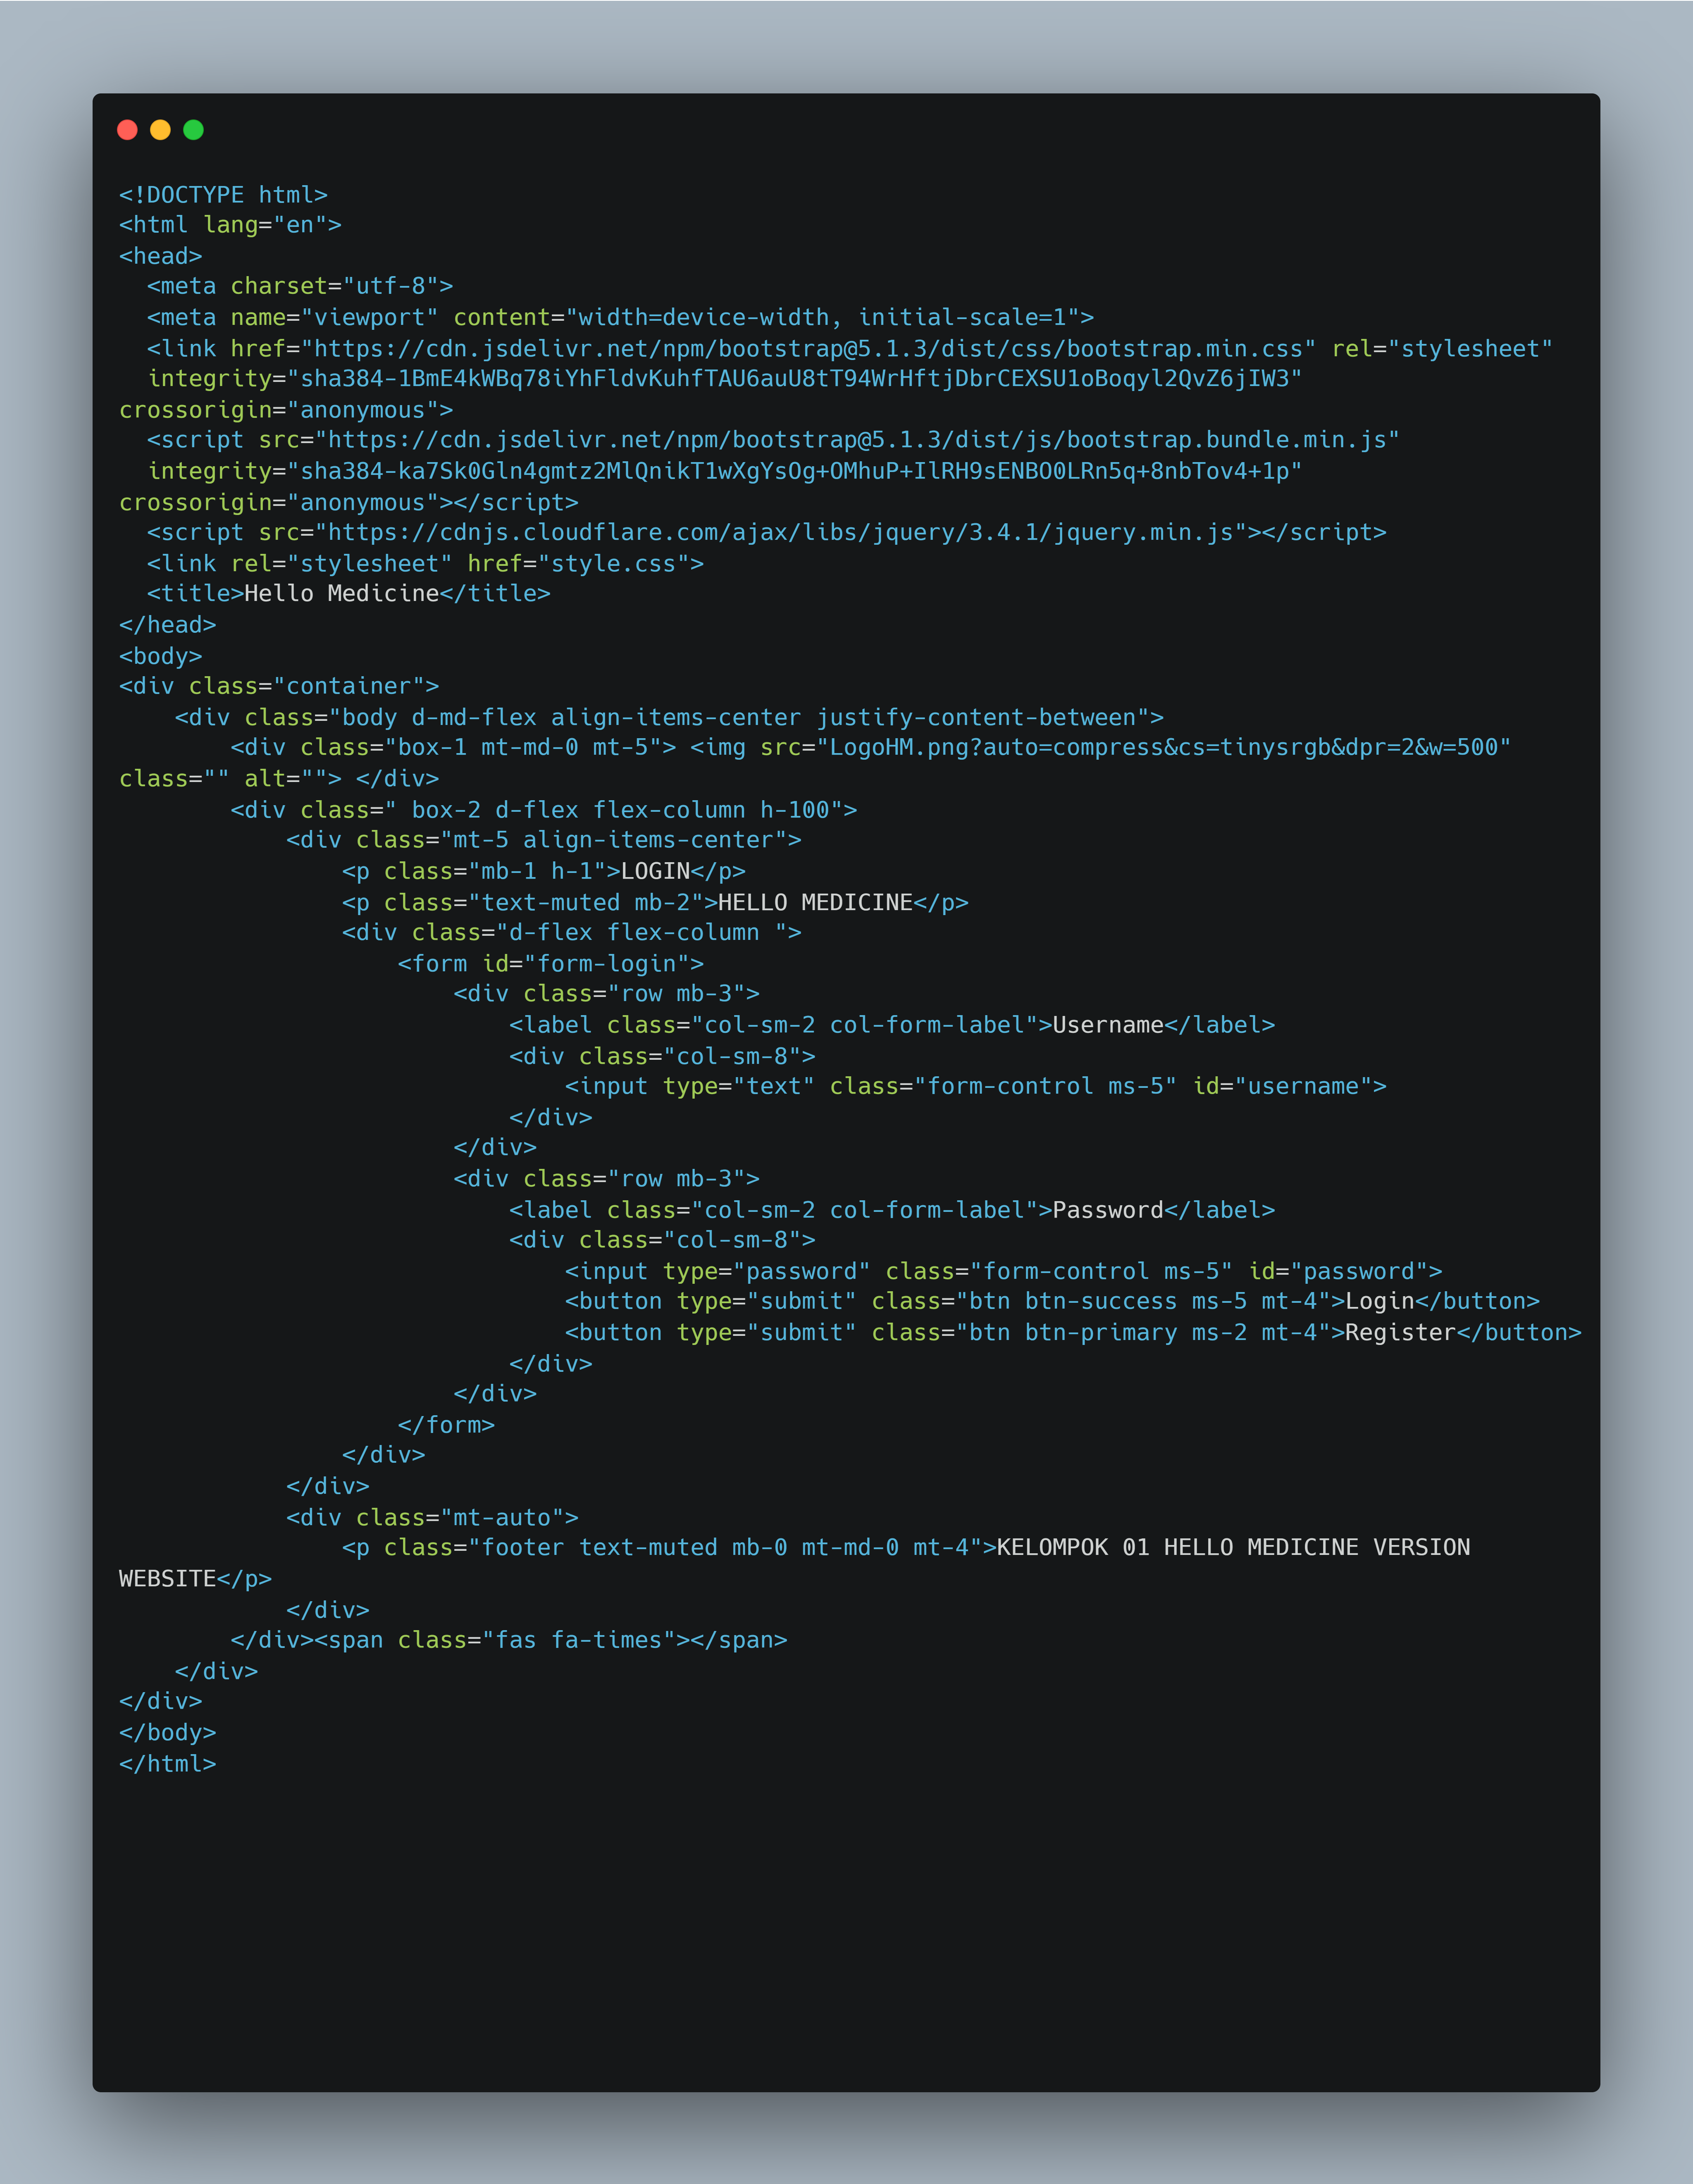 <!DOCTYPE html>
<html lang="en">
<head>
  <meta charset="utf-8">
  <meta name="viewport" content="width=device-width, initial-scale=1">
  <link href="https://cdn.jsdelivr.net/npm/bootstrap@5.1.3/dist/css/bootstrap.min.css" rel="stylesheet"
  integrity="sha384-1BmE4kWBq78iYhFldvKuhfTAU6auU8tT94WrHftjDbrCEXSU1oBoqyl2QvZ6jIW3"
crossorigin="anonymous">
  <script src="https://cdn.jsdelivr.net/npm/bootstrap@5.1.3/dist/js/bootstrap.bundle.min.js"
  integrity="sha384-ka7Sk0Gln4gmtz2MlQnikT1wXgYsOg+OMhuP+IlRH9sENBO0LRn5q+8nbTov4+1p"
crossorigin="anonymous"></script>
  <script src="https://cdnjs.cloudflare.com/ajax/libs/jquery/3.4.1/jquery.min.js"></script>
  <link rel="stylesheet" href="style.css">
  <title>Hello Medicine</title>
</head>
<body>
<div class="container">
    <div class="body d-md-flex align-items-center justify-content-between">
        <div class="box-1 mt-md-0 mt-5"> <img src="LogoHM.png?auto=compress&cs=tinysrgb&dpr=2&w=500"
class="" alt=""> </div>
        <div class=" box-2 d-flex flex-column h-100">
            <div class="mt-5 align-items-center">
                <p class="mb-1 h-1">LOGIN</p>
                <p class="text-muted mb-2">HELLO MEDICINE</p>
                <div class="d-flex flex-column ">
                    <form id="form-login">
                        <div class="row mb-3">
                            <label class="col-sm-2 col-form-label">Username</label>
                            <div class="col-sm-8">
                                <input type="text" class="form-control ms-5" id="username">
                            </div>
                        </div>
                        <div class="row mb-3">
                            <label class="col-sm-2 col-form-label">Password</label>
                            <div class="col-sm-8">
                                <input type="password" class="form-control ms-5" id="password">
                                <button type="submit" class="btn btn-success ms-5 mt-4">Login</button>
                                <button type="submit" class="btn btn-primary ms-2 mt-4">Register</button>
                            </div>
                        </div>
                    </form>
                </div>
            </div>
            <div class="mt-auto">
                <p class="footer text-muted mb-0 mt-md-0 mt-4">KELOMPOK 01 HELLO MEDICINE VERSION
WEBSITE</p>
            </div>
        </div><span class="fas fa-times"></span>
    </div>
</div>
</body>
</html>